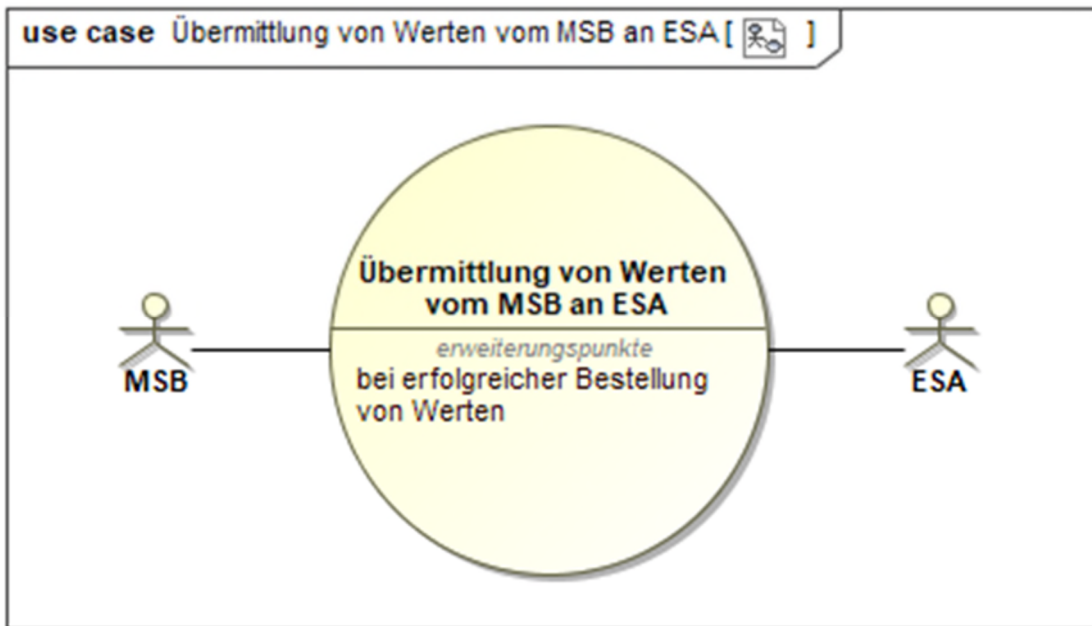 use case Übermittlung von Werten vom MSB an ESA [ ]
Übermittlung von Werten
vom MSB an ESA
erweiterungspunkte
bei erfolgreicher Bestellung
von Werten
MSB
ESA